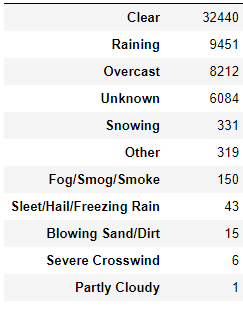 Clear 32440
Raining 9451
Overcast 8212
Unknown 6084
Snowing 331
Other 319
Fog/Smog/Smoke 150
Sleet/Hail/Freezing Rain 43
Blowing Sand/Dirt 15
Severe Crosswind 6
Partly Cloudy 1